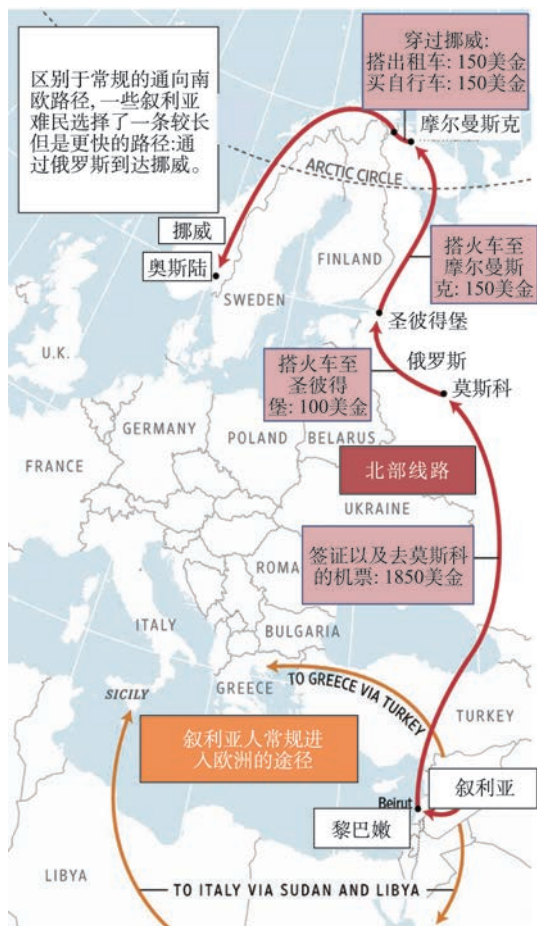 区别于常规的通向南
欧路径, 一些叙利亚
难民选择了一条较长
但是更快的路径:通
过俄罗斯到达挪威。
穿过挪威:
搭出租车: 150美金
买自行车: 150美金
摩尔曼斯克
ARCTIC CIRCLE
挪威
奥斯陆
FINLAND
SWEDEN
搭火车至
摩尔曼斯
克: 150美金
圣彼得堡
U.K.
俄罗斯
搭火车至
圣彼得
堡: 100美金
莫斯科
GERMANY
POLAND
BELARUS
FRANCE
北部线路
UKRAINE
签证以及去莫斯科
的机票: 1850美金
ROMA
ITALY
BULGARIA
SICILY
GREECE
TO GREECE VIA TURKEY
TURKEY
叙利亚人常规进
入欧洲的途径
叙利亚
Beirut
黎巴嫩
LIBYA
TO ITALY VIA SUDAN AND LIBYA